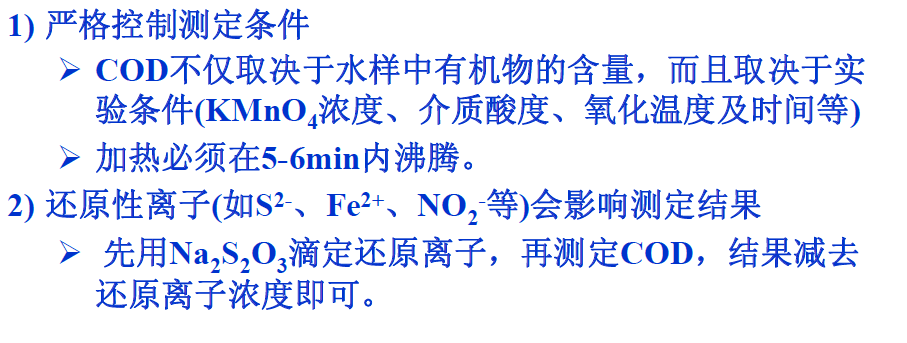 1) 严格控制测定条件
➢ COD不仅取决于水样中有机物的含量，而且取决于实
验条件(KMnO₄浓度、介质酸度、氧化温度及时间等)
➢ 加热必须在5-6min内沸腾。
2) 还原性离子(如S²⁻、Fe²⁺、NO₂⁻等)会影响测定结果
➢ 先用Na₂S₂O₃滴定还原离子，再测定COD，结果减去
还原离子浓度即可。